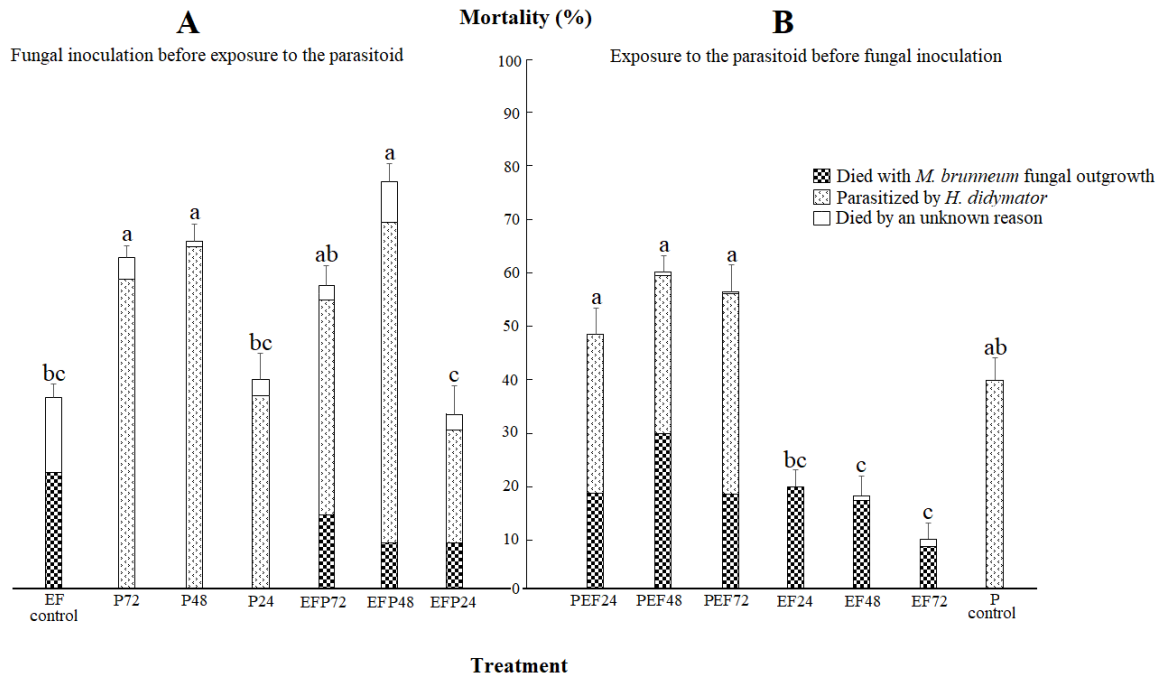 A
Mortality (%)
B
Fungal inoculation before exposure to the parasitoid
Exposure to the parasitoid before fungal inoculation
100
90
80
70
60
50
40
30
20
10
0
Died with M. brunneum fungal outgrowth
Parasitized by H. didymator
Died by an unknown reason
bc
a
a
bc
ab
a
c
a
a
a
bc
c
c
ab
EF control
P72
P48
P24
EFP72
EFP48
EFP24
PEF24
PEF48
PEF72
EF24
EF48
EF72
P control
Treatment